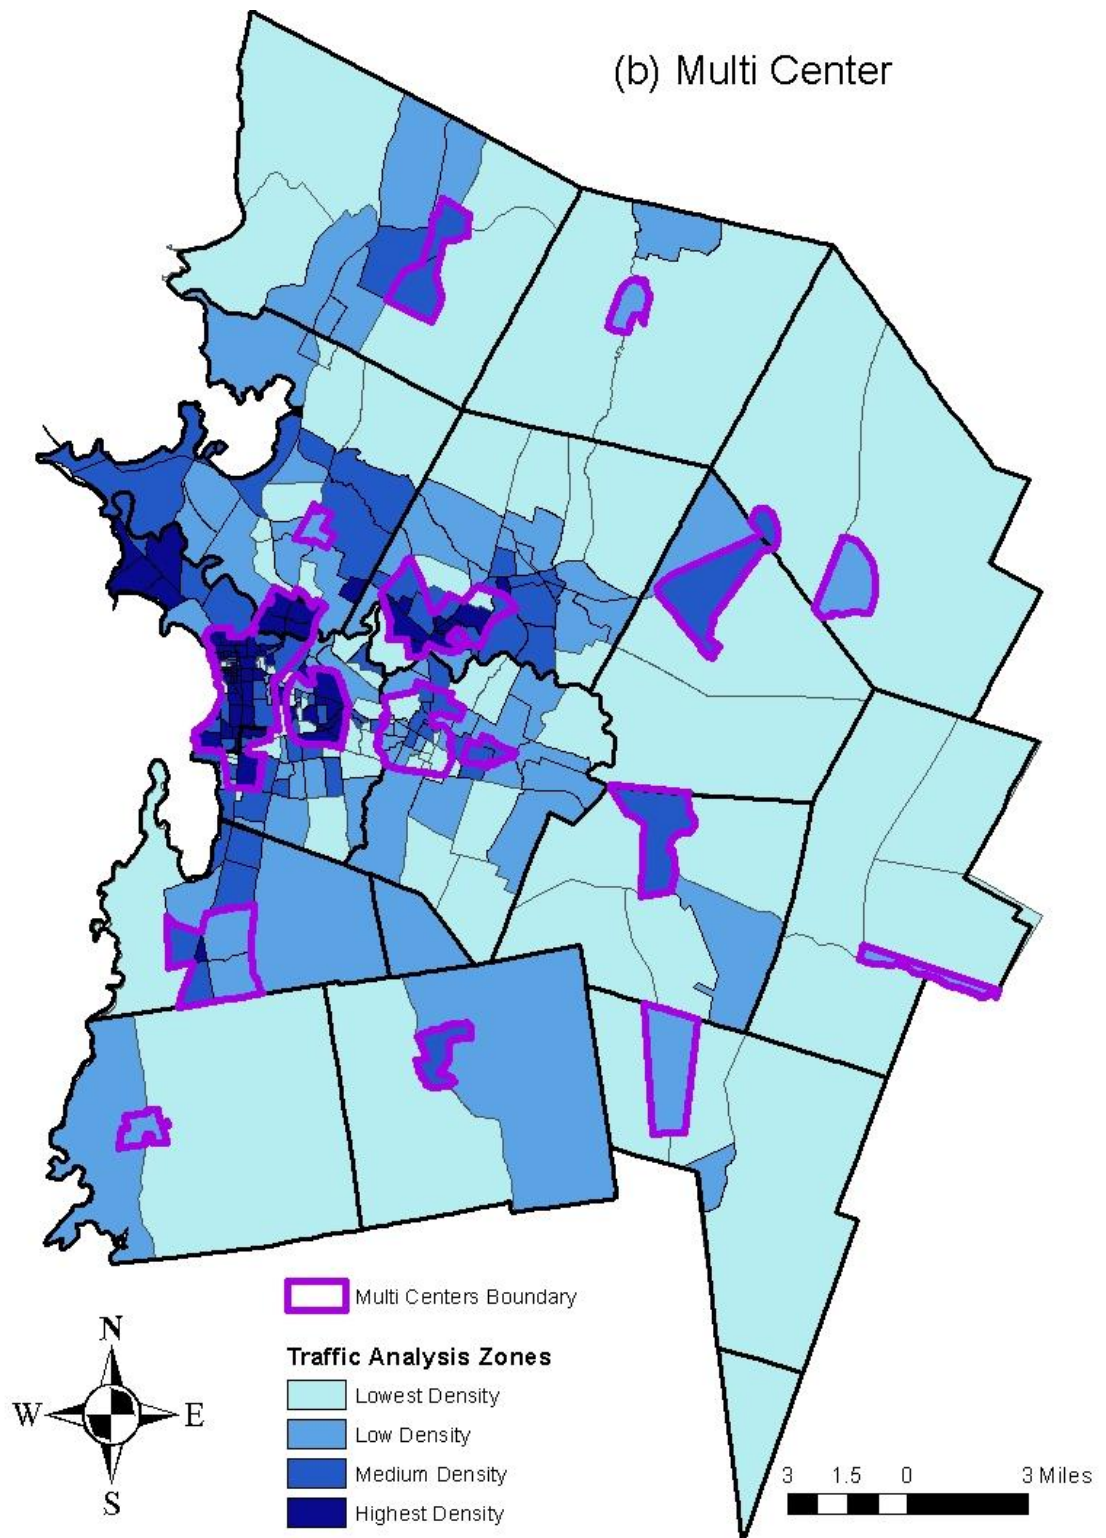 (b) Multi Center
Multi Centers Boundary
Traffic Analysis Zones
Lowest Density
Low Density
Medium Density
Highest Density
N
W E
S
3 1.5 0 3 Miles